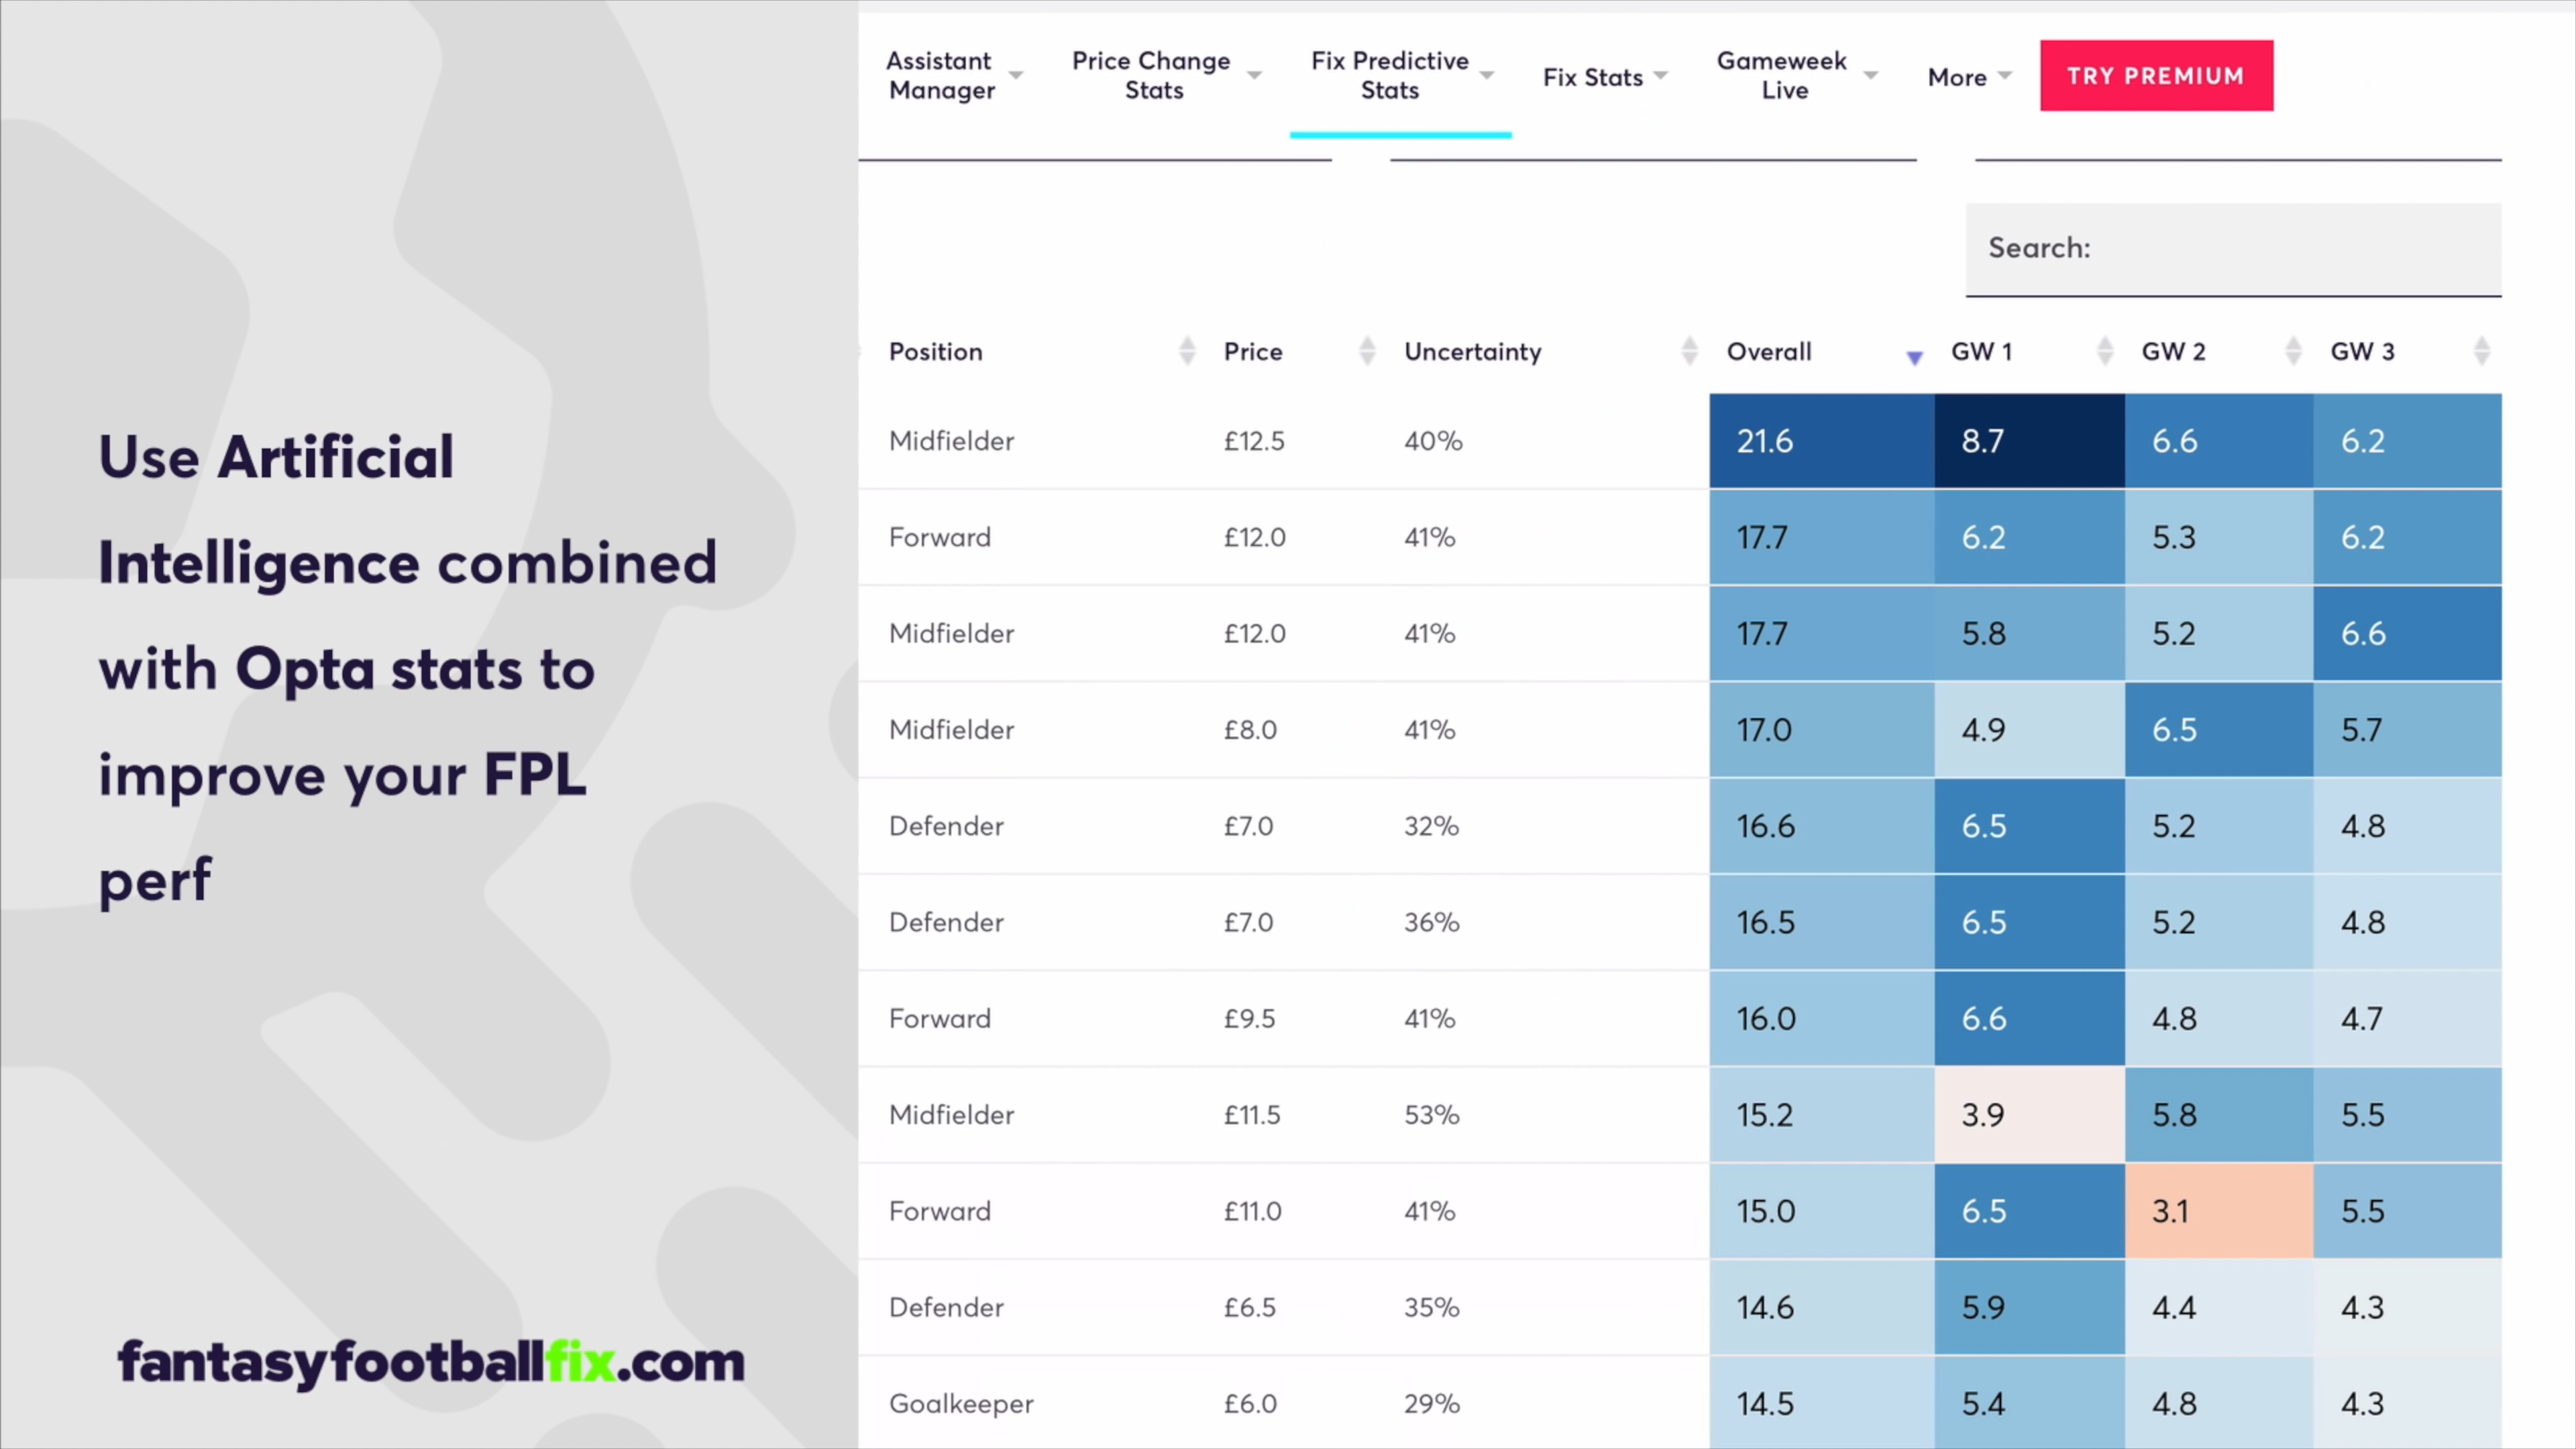 Use Artificial
Intelligence combined
with Opta stats to
improve your FPL
perf
fantasyfootballfix.com
Assistant Manager
Price Change Stats
Fix Predictive Stats
Fix Stats
Gameweek Live
More
TRY PREMIUM
Search:
Position Price Uncertainty Overall GW 1 GW 2 GW 3
Midfielder £12.5 40% 21.6 8.7 6.6 6.2
Forward £12.0 41% 17.7 6.2 5.3 6.2
Midfielder £12.0 41% 17.7 5.8 5.2 6.6
Midfielder £8.0 41% 17.0 4.9 6.5 5.7
Defender £7.0 32% 16.6 6.5 5.2 4.8
Defender £7.0 36% 16.5 6.5 5.2 4.8
Forward £9.5 41% 16.0 6.6 4.8 4.7
Midfielder £11.5 53% 15.2 3.9 5.8 5.5
Forward £11.0 41% 15.0 6.5 3.1 5.5
Defender £6.5 35% 14.6 5.9 4.4 4.3
Goalkeeper £6.0 29% 14.5 5.4 4.8 4.3